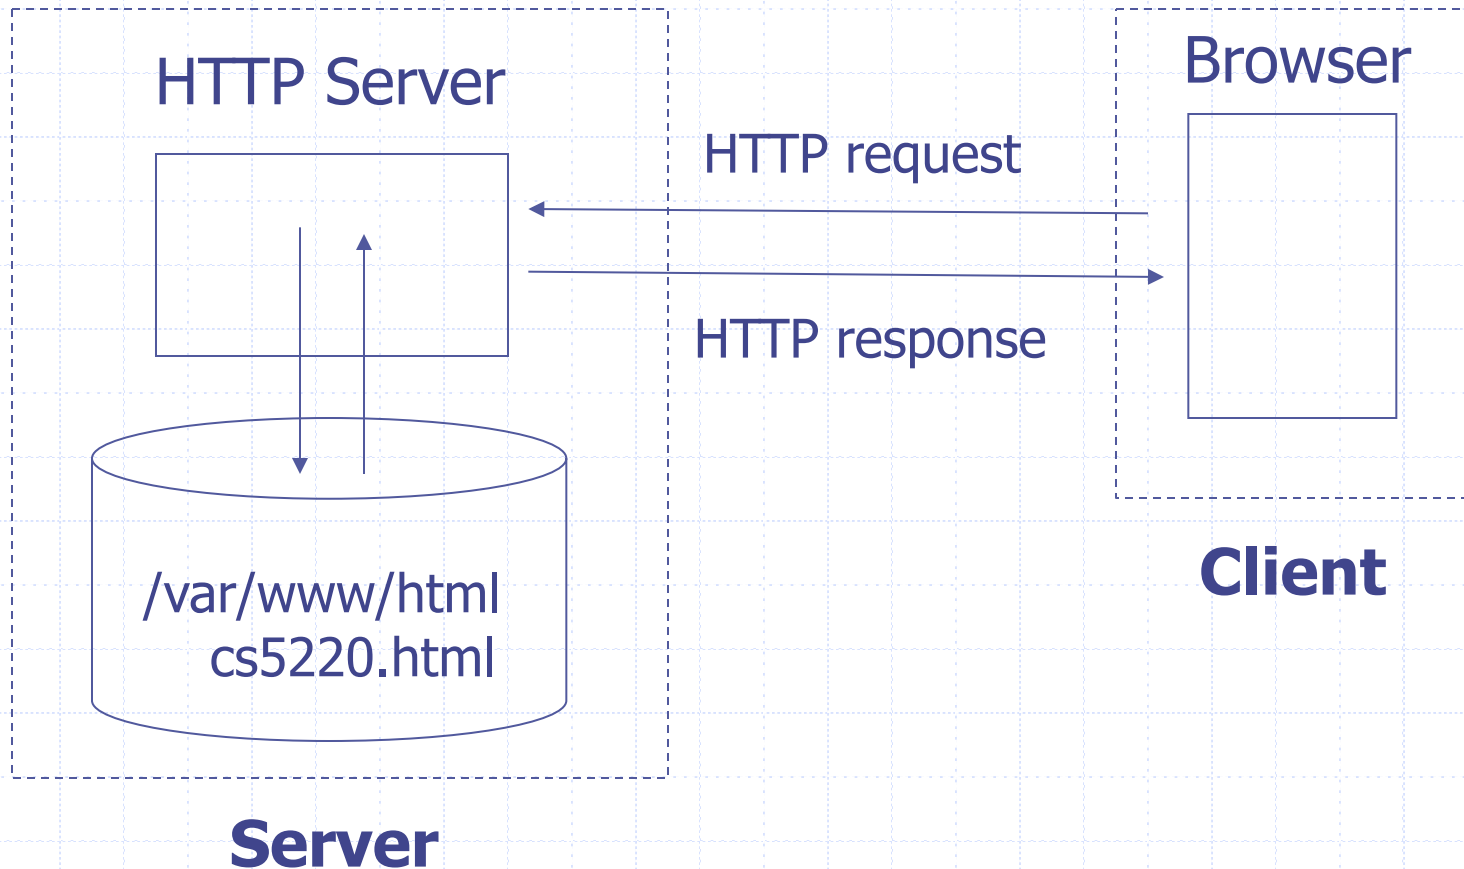 HTTP Server
Browser
HTTP request
HTTP response
/var/www/html
cs5220.html
Client
Server